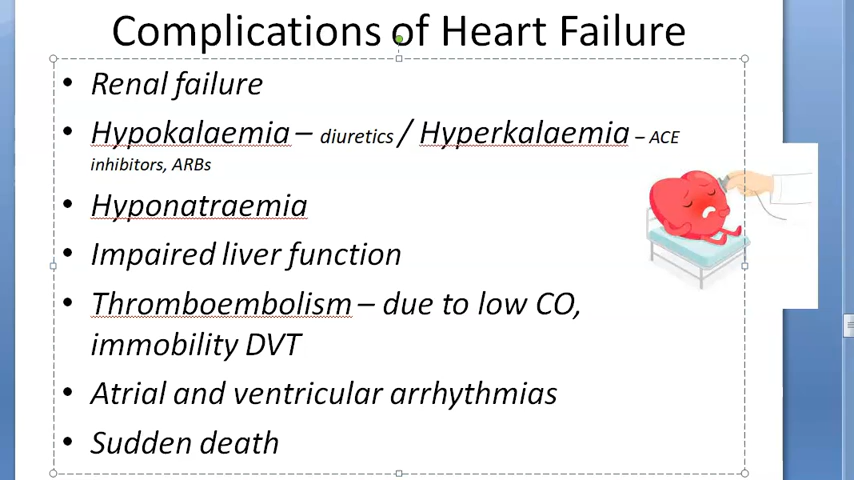 Complications of Heart Failure
• Renal failure
• Hypokalaemia – diuretics / Hyperkalaemia – ACE
inhibitors, ARBs
• Hyponatraemia
• Impaired liver function
• Thromboembolism – due to low CO,
immobility DVT
• Atrial and ventricular arrhythmias
• Sudden death